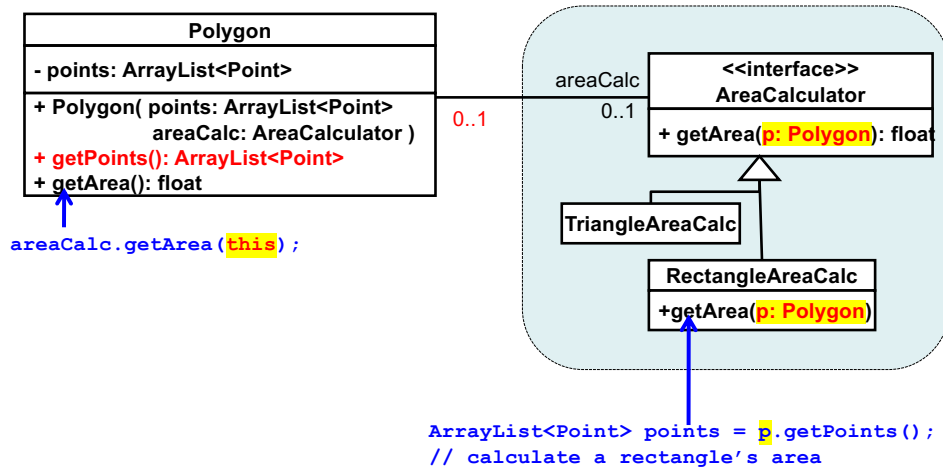 Polygon
- points: ArrayList<Point>
+ Polygon( points: ArrayList<Point>
areaCalc: AreaCalculator )
+ getPoints(): ArrayList<Point>
+ getArea(): float
areaCalc.getArea(this);
0..1
areaCalc
0..1
<<interface>>
AreaCalculator
+ getArea(p: Polygon): float
TriangleAreaCalc
RectangleAreaCalc
+getArea(p: Polygon)
ArrayList<Point> points = p.getPoints();
// calculate a rectangle’s area